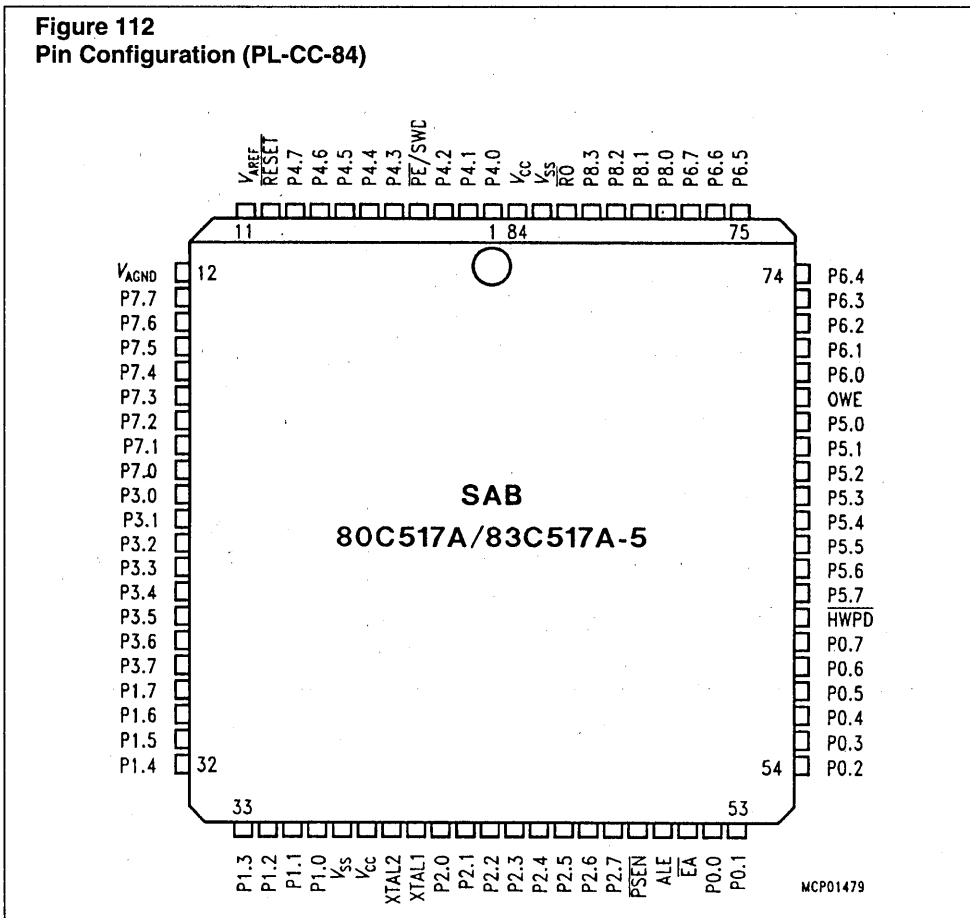 Figure 112
Pin Configuration (PL-CC-84)
VAREF
RESET
P4.7
P4.6
P4.5
P4.4
P4.3
PE/SWD
P4.2
P4.1
P4.0
VCC
VSS
RO
P8.3
P8.2
P8.1
P8.0
P6.7
P6.6
P6.5
11
1
84
75
VAGND
P7.7
P7.6
P7.5
P7.4
P7.3
P7.2
P7.1
P7.0
P3.0
P3.1
P3.2
P3.3
P3.4
P3.5
P3.6
P3.7
P1.7
P1.6
P1.5
P1.4
12
32
SAB
80C517A/83C517A-5
74
54
P6.4
P6.3
P6.2
P6.1
P6.0
OWE
P5.0
P5.1
P5.2
P5.3
P5.4
P5.5
P5.6
P5.7
HWPD
P0.7
P0.6
P0.5
P0.4
P0.3
P0.2
33
53
P1.3
P1.2
P1.1
P1.0
VSS
VCC
XTAL2
XTAL1
P2.0
P2.1
P2.2
P2.3
P2.4
P2.5
P2.6
P2.7
PSEN
ALE
EA
P0.0
P0.1
MCP01479